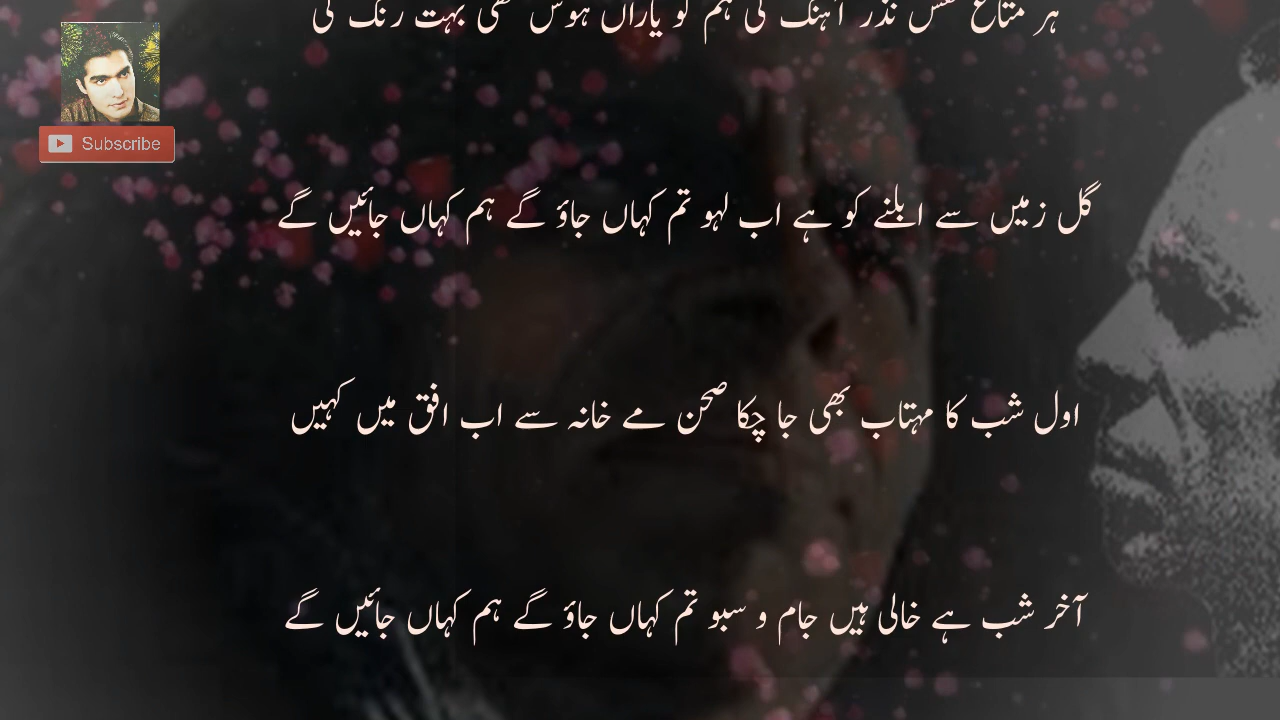 ہر متاع نفس نذر آہنگ کی ہم کو یاراں ہوس تھی بہت رنگ کی
Subscribe
گل زمیں سے ابلنے کو ہے اب لہو تم کہاں جاؤ گے ہم کہاں جائیں گے
اول شب کا مہتاب بھی جا چکا صحن مے خانہ سے اب افق میں کہیں
آخر شب ہے خالی ہیں جام و سبو تم کہاں جاؤ گے ہم کہاں جائیں گے